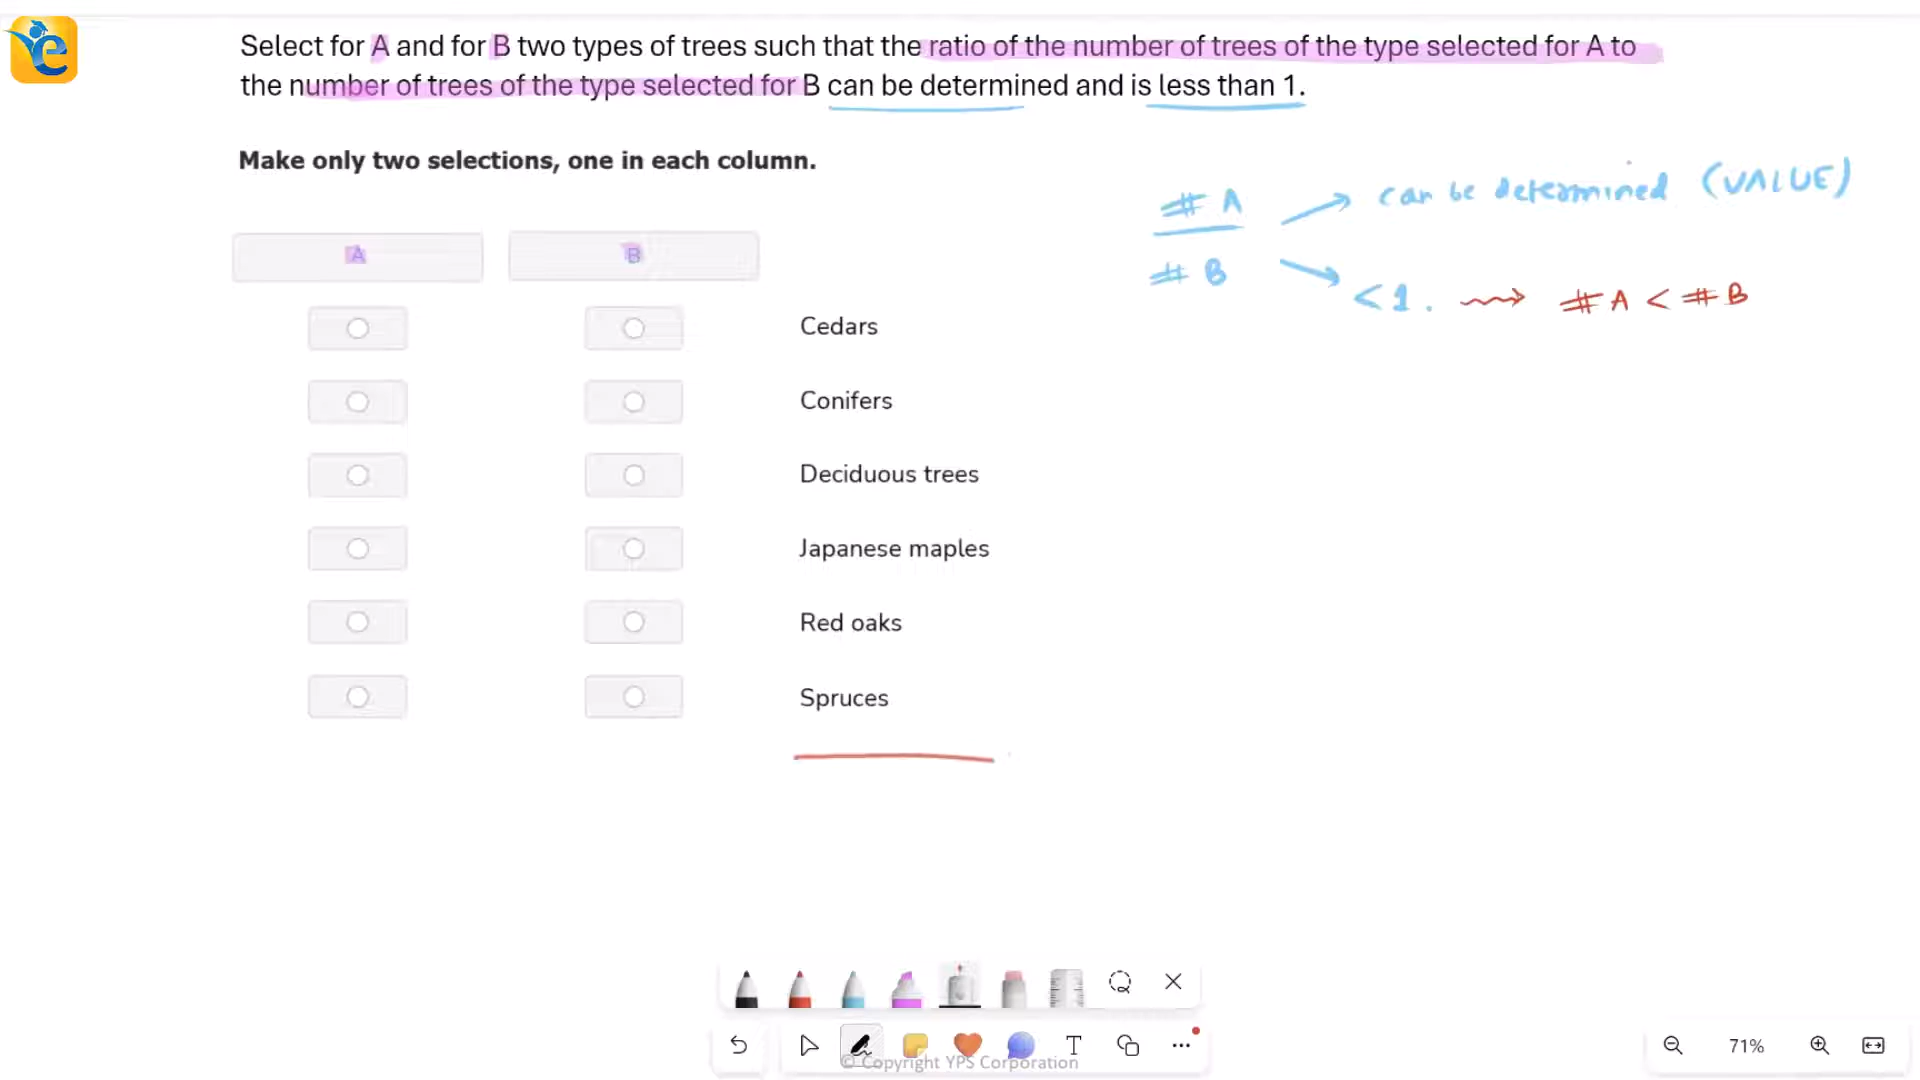 Select for A and for B two types of trees such that the ratio of the number of trees of the type selected for A to
the number of trees of the type selected for B can be determined and is less than 1.
Make only two selections, one in each column.
# A
# B
can be determined (VALUE)
<1. #A < #B
A B
Cedars
Conifers
Deciduous trees
Japanese maples
Red oaks
Spruces
T
© Copyright YPS Corporation
71%